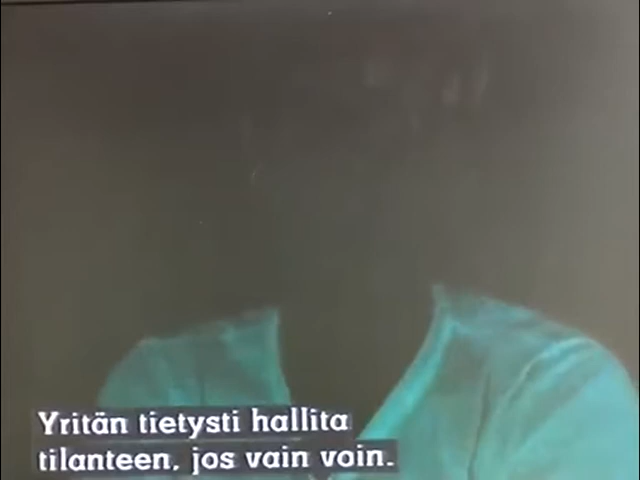 Yritän tietysti hallita
tilanteen, jos vain voin.